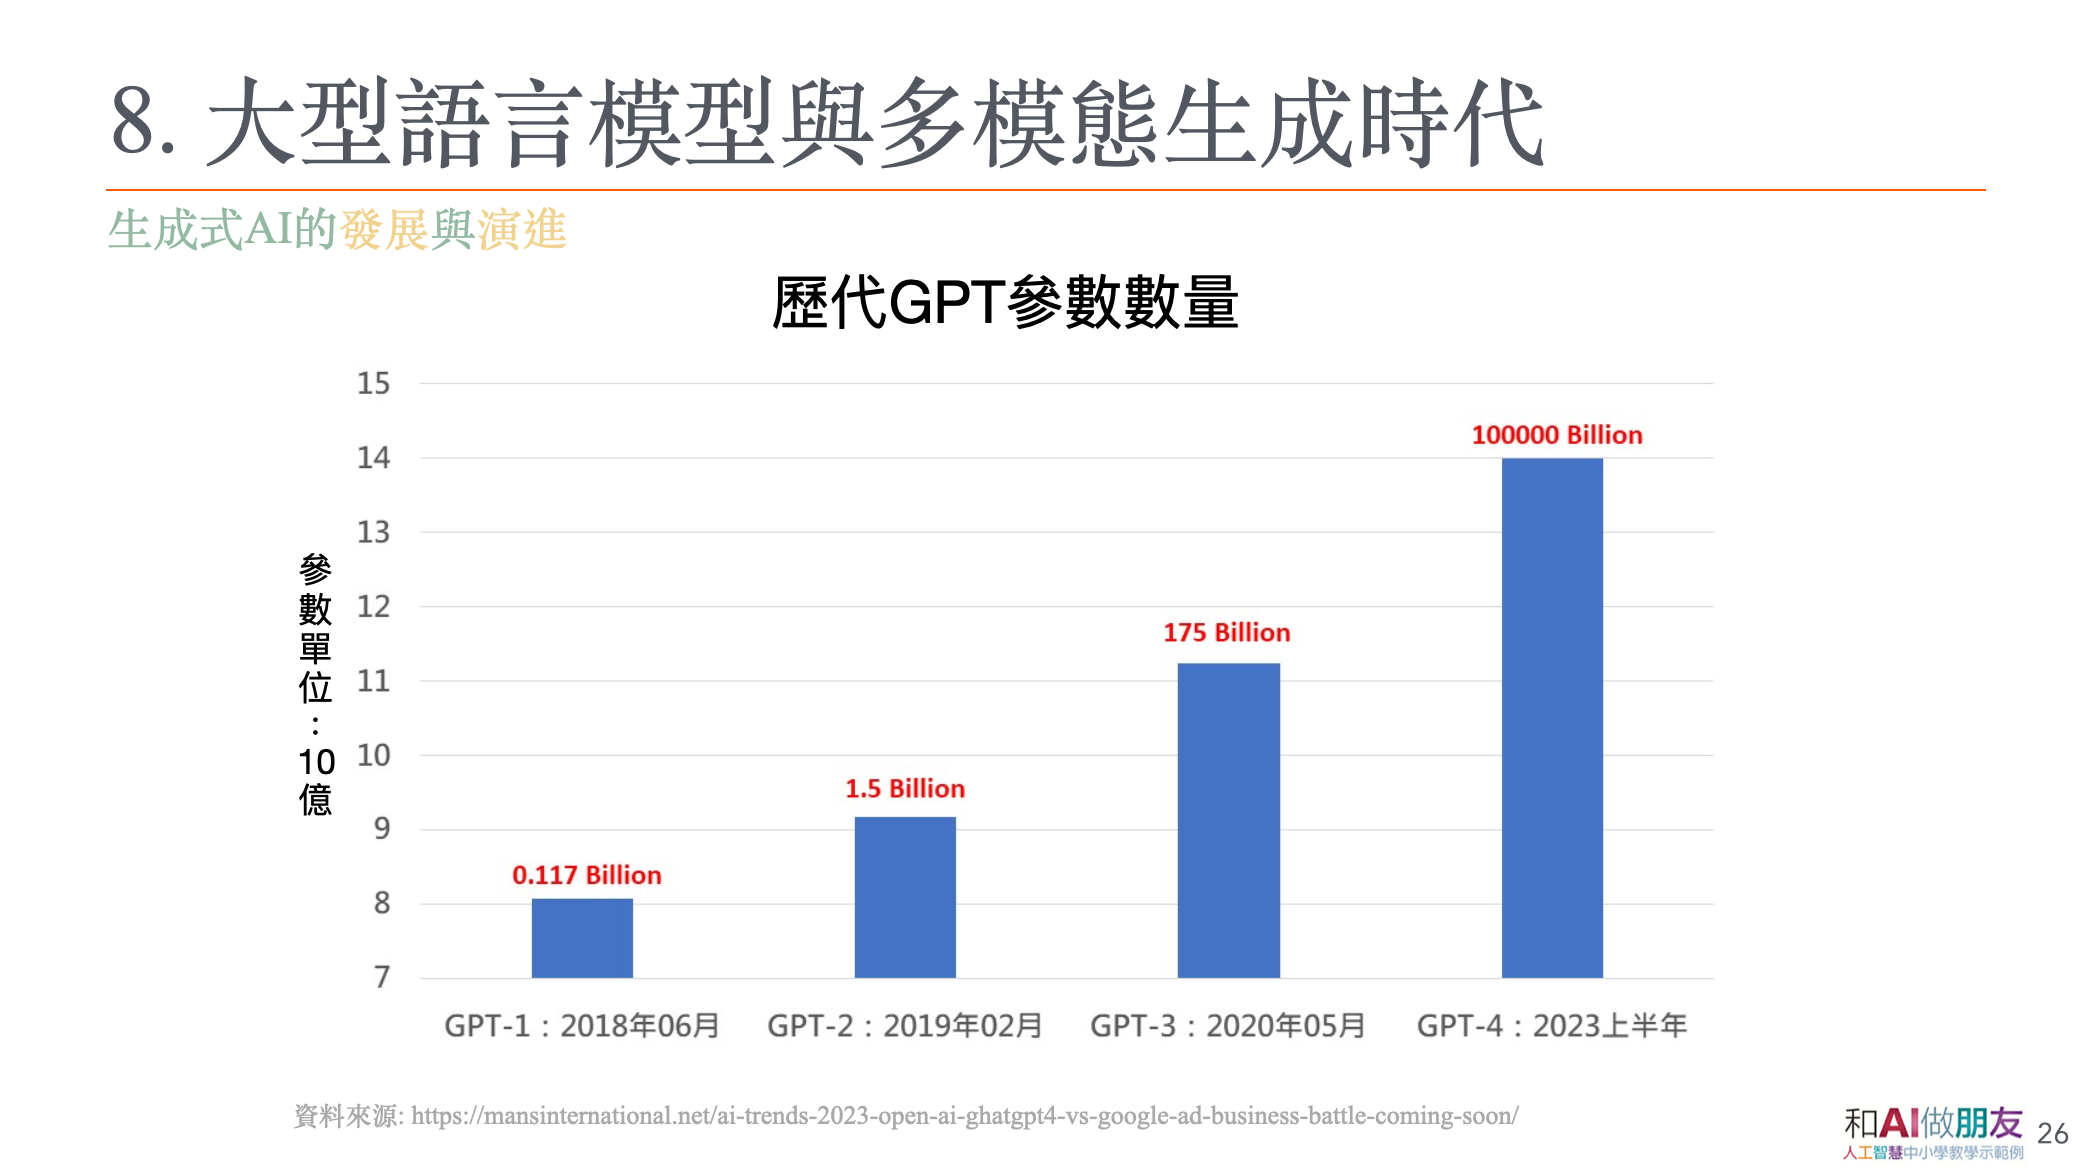 8. 大型語言模型與多模態生成時代
生成式AI的發展與演進
歷代GPT參數數量
參數單位：10億
15
14
13
12
11
10
9
8
7
0.117 Billion
1.5 Billion
175 Billion
100000 Billion
GPT-1：2018年06月
GPT-2：2019年02月
GPT-3：2020年05月
GPT-4：2023上半年
資料來源: https://mansinternational.net/ai-trends-2023-open-ai-ghatgpt4-vs-google-ad-business-battle-coming-soon/
和AI做朋友
人工智慧中小學教學示範例
26